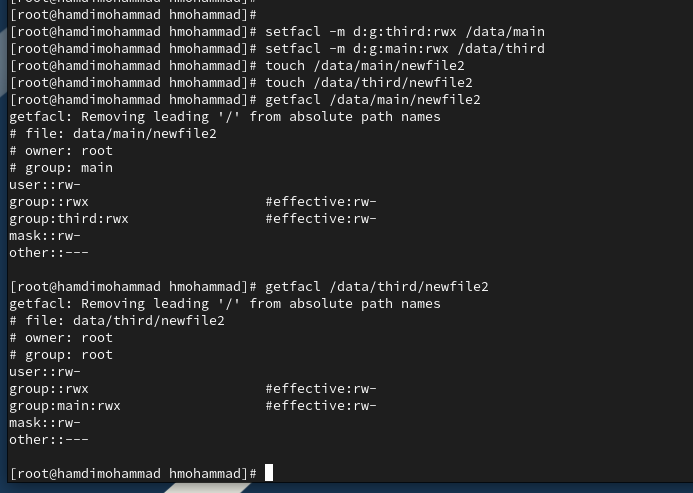 [root@hamdimohammad hmohammad]#
[root@hamdimohammad hmohammad]#
[root@hamdimohammad hmohammad]# setfacl -m d:g:third:rwx /data/main
[root@hamdimohammad hmohammad]# setfacl -m d:g:main:rwx /data/third
[root@hamdimohammad hmohammad]# touch /data/main/newfile2
[root@hamdimohammad hmohammad]# touch /data/third/newfile2
[root@hamdimohammad hmohammad]# getfacl /data/main/newfile2
getfacl: Removing leading '/' from absolute path names
# file: data/main/newfile2
# owner: root
# group: main
user::rw-
group::rwx #effective:rw-
group:third:rwx #effective:rw-
mask::rw-
other::---
[root@hamdimohammad hmohammad]# getfacl /data/third/newfile2
getfacl: Removing leading '/' from absolute path names
# file: data/third/newfile2
# owner: root
# group: root
user::rw-
group::rwx #effective:rw-
group:main:rwx #effective:rw-
mask::rw-
other::---
[root@hamdimohammad hmohammad]#